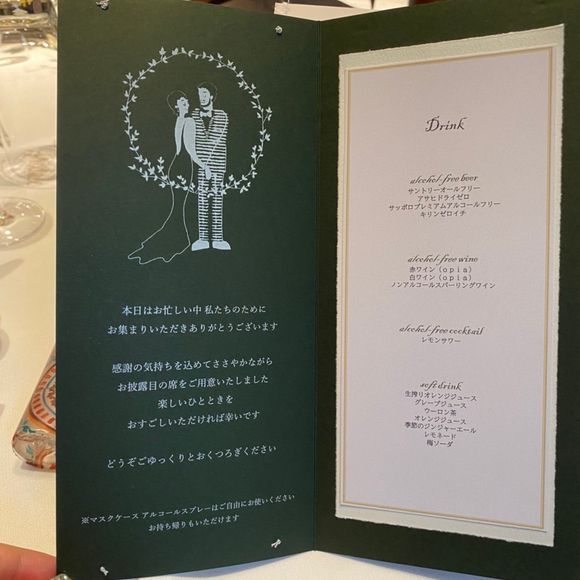 本日はお忙しい中 私たちのために
お集まりいただきありがとうございます
感謝の気持ちを込めてささやかながら
お披露目の席をご用意いたしました
楽しいひとときを
おすごしいただければ幸いです
どうぞごゆっくりとおくつろぎください
※マスクケース アルコールスプレーはご自由にお使いください
お持ち帰りもいただけます
Drink
alcohol-free beer
サントリーオールフリー
アサヒドライゼロ
サッポロプレミアムアルコールフリー
キリンゼロイチ
alcohol-free wine
赤ワイン (opia)
白ワイン (opia)
ノンアルコールスパーリングワイン
alcohol-free cocktail
レモンサワー
soft drink
生搾りオレンジジュース
グレープジュース
ウーロン茶
オレンジジュース
季節のジンジャーエール
レモネード
梅ソーダ